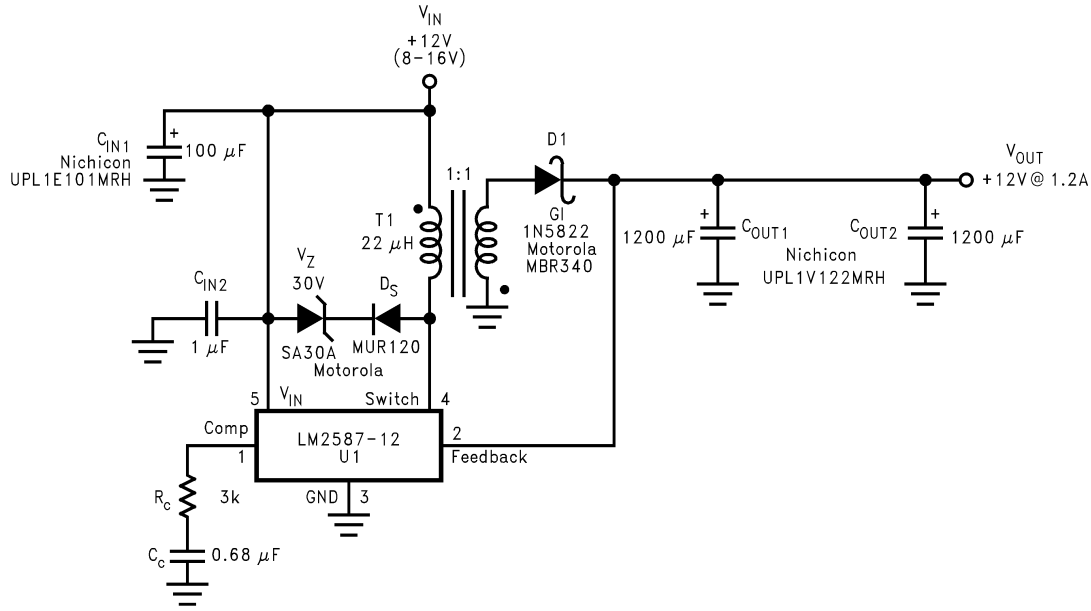 V_IN
+12V
(8-16V)
C_IN1
Nichicon
UPL1E101MRH
+
100 μF
T1
22 μH
1:1
D1
GI
1N5822
Motorola
MBR340
V_OUT
+12V @ 1.2A
+
1200 μF
C_OUT1
C_OUT2
+
1200 μF
Nichicon
UPL1V122MRH
C_IN2
1 μF
V_Z
30V
SA30A
D_S
MUR120
Motorola
5
V_IN
Switch
4
Comp
1
LM2587-12
U1
2
Feedback
GND
3
R_C
3k
C_C
0.68 μF